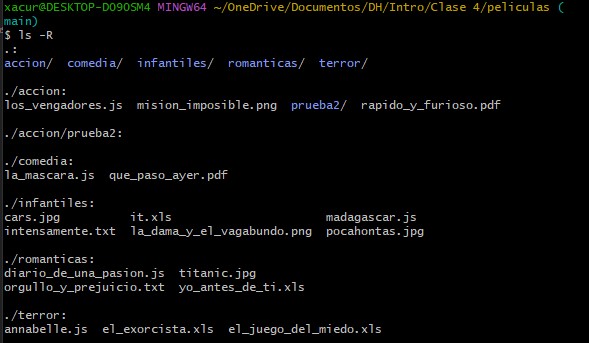 xacur@DESKTOP-DO9OSM4 MINGW64 ~/OneDrive/Documentos/DH/Intro/Clase 4/peliculas (
main)
$ ls -R
.:
accion/  comedia/  infantiles/  romanticas/  terror/

./accion:
los_vengadores.js  mision_imposible.png  prueba2/  rapido_y_furioso.pdf

./accion/prueba2:

./comedia:
la_mascara.js  que_paso_ayer.pdf

./infantiles:
cars.jpg          it.xls                       madagascar.js
intensamente.txt  la_dama_y_el_vagabundo.png  pocahontas.jpg

./romanticas:
diario_de_una_pasion.js  titanic.jpg
orgullo_y_prejuicio.txt  yo_antes_de_ti.xls

./terror:
annabelle.js  el_exorcista.xls  el_juego_del_miedo.xls